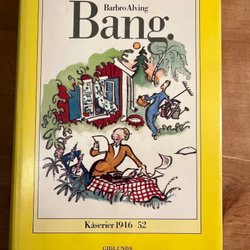 Barbro Alving
Bang.
Kåserier 1946 52
GIDLUNDS